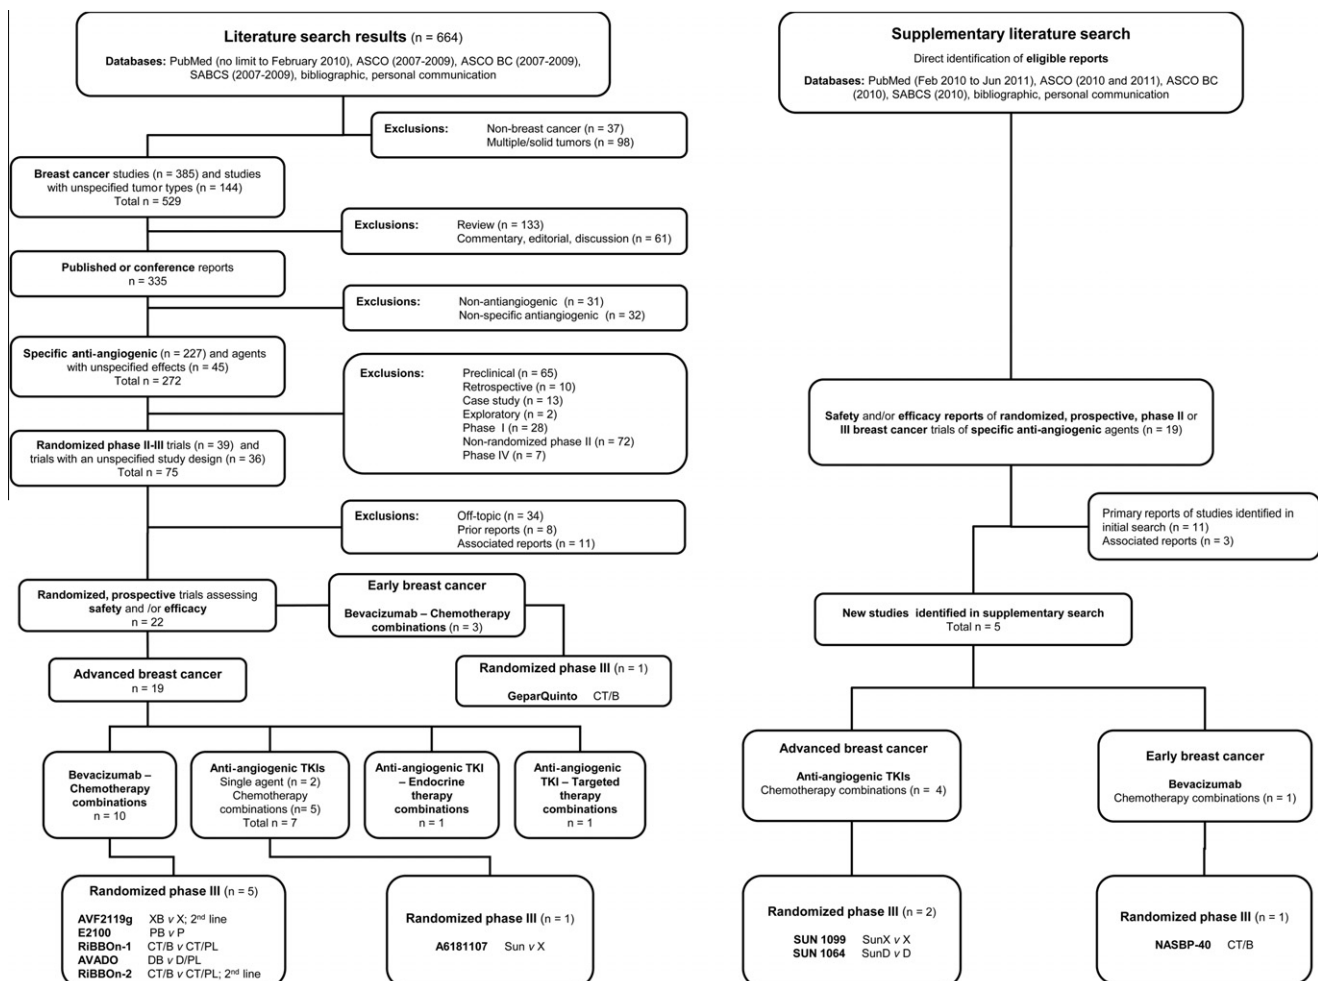 Literature search results (n = 664)
Databases: PubMed (no limit to February 2010), ASCO (2007-2009), ASCO BC (2007-2009),
SABCS (2007-2009), bibliographic, personal communication
Exclusions: Non-breast cancer (n = 37)
Multiple/solid tumors (n = 98)
Breast cancer studies (n = 385) and studies
with unspecified tumor types (n = 144)
Total n = 529
Exclusions: Review (n = 133)
Commentary, editorial, discussion (n = 61)
Published or conference reports
n = 335
Exclusions: Non-antiangiogenic (n = 31)
Non-specific antiangiogenic (n = 32)
Specific anti-angiogenic (n = 227) and agents
with unspecified effects (n = 45)
Total n = 272
Exclusions: Preclinical (n = 65)
Retrospective (n = 10)
Case study (n = 13)
Exploratory (n = 2)
Phase I (n = 28)
Non-randomized phase II (n = 72)
Phase IV (n = 7)
Randomized phase II-III trials (n = 39) and
trials with an unspecified study design (n = 36)
Total n = 75
Exclusions: Off-topic (n = 34)
Prior reports (n = 8)
Associated reports (n = 11)
Randomized, prospective trials assessing
safety and /or efficacy
n = 22
Early breast cancer
Bevacizumab – Chemotherapy
combinations (n = 3)
Randomized phase III (n = 1)
GeparQuinto CT/B
Advanced breast cancer
n = 19
Bevacizumab –
Chemotherapy
combinations
n = 10
Anti-angiogenic TKIs
Single agent (n = 2)
Chemotherapy
combinations (n= 5)
Total n = 7
Anti-angiogenic TKI
– Endocrine
therapy
combinations
n = 1
Anti-angiogenic
TKI – Targeted
therapy
combinations
n = 1
Randomized phase III (n = 5)
AVF2119g XB v X; 2nd line
E2100 PB v P
RiBBOn-1 CT/B v CT/PL
AVADO DB v D/PL
RiBBOn-2 CT/B v CT/PL; 2nd line
Randomized phase III (n = 1)
A6181107 Sun v X
Supplementary literature search
Direct identification of eligible reports
Databases: PubMed (Feb 2010 to Jun 2011), ASCO (2010 and 2011), ASCO BC
(2010), SABCS (2010), bibliographic, personal communication
Safety and/or efficacy reports of randomized, prospective, phase II or
III breast cancer trials of specific anti-angiogenic agents (n = 19)
Primary reports of studies identified in
initial search (n = 11)
Associated reports (n = 3)
New studies identified in supplementary search
Total n = 5
Advanced breast cancer
Anti-angiogenic TKIs
Chemotherapy combinations (n = 4)
Early breast cancer
Bevacizumab
Chemotherapy combinations (n = 1)
Randomized phase III (n = 2)
SUN 1099 SunX v X
SUN 1064 SunD v D
Randomized phase III (n = 1)
NASBP-40 CT/B